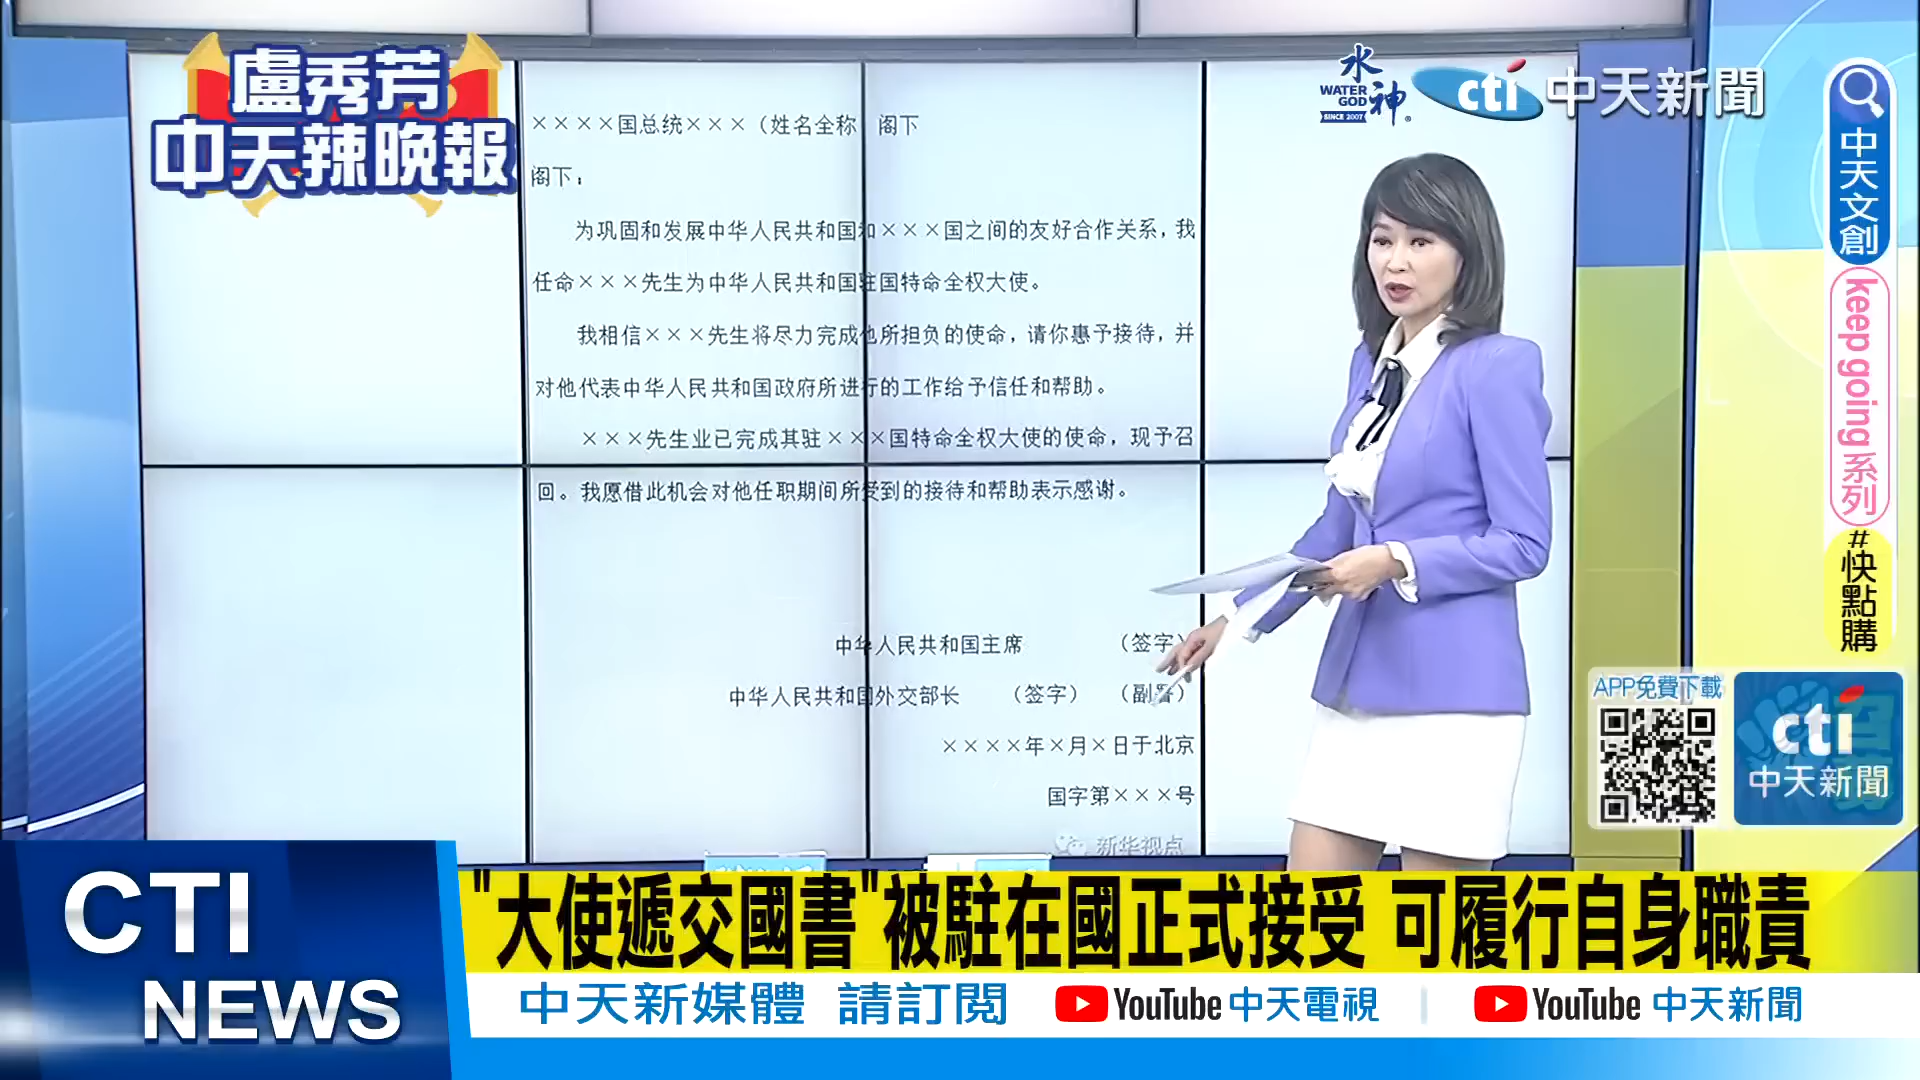 盧秀芳
中天辣晚報
水神
WATER GOD
SINCE 2007
cti 中天新聞
××××国总统×××（姓名全称 阁下
阁下：
为巩固和发展中华人民共和国和×××国之间的友好合作关系，我
任命×××先生为中华人民共和国驻国特命全权大使。
我相信×××先生将尽力完成他所担负的使命，请你惠予接待，并
对他代表中华人民共和国政府所进行的工作给予信任和帮助。
×××先生业已完成其驻×××国特命全权大使的使命，现予召
回。我愿借此机会对他任职期间所受到的接待和帮助表示感谢。
中华人民共和国主席 （签字）
中华人民共和国外交部长 （签字） （副署）
××××年×月×日于北京
国字第×××号
新华视点
中天文創
keep going 系列
#快點購
APP免費下載
cti
中天新聞
CTI
NEWS
"大使遞交國書"被駐在國正式接受 可履行自身職責
中天新媒體 請訂閱 YouTube 中天電視 | YouTube 中天新聞